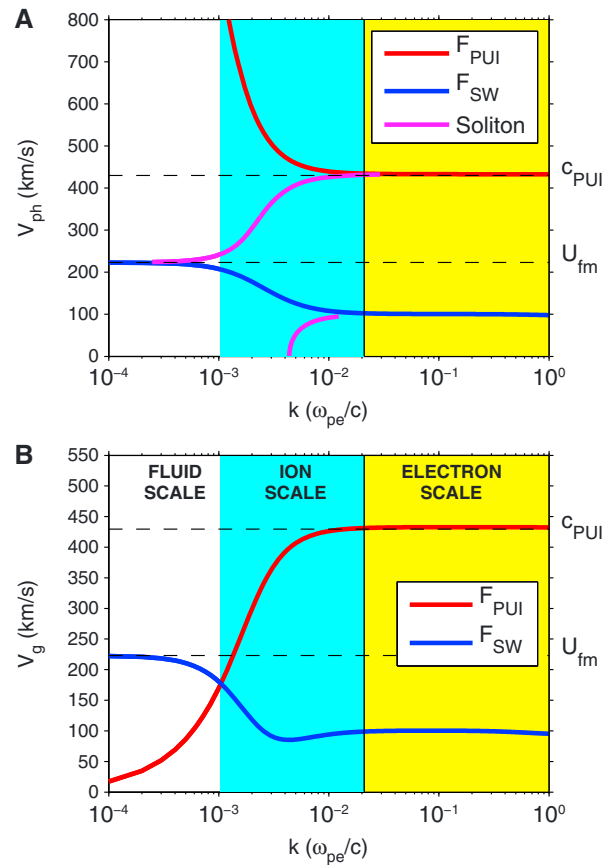 A
800
700
600
500
400
300
200
100
0
V_ph (km/s)
F_PUI
F_SW
Soliton
c_PUI
U_fm
10^-4
10^-3
10^-2
10^-1
10^0
k (ω_pe/c)
B
550
500
450
400
350
300
250
200
150
100
50
0
V_g (km/s)
FLUID
SCALE
ION
SCALE
ELECTRON
SCALE
c_PUI
F_PUI
F_SW
U_fm
10^-4
10^-3
10^-2
10^-1
10^0
k (ω_pe/c)